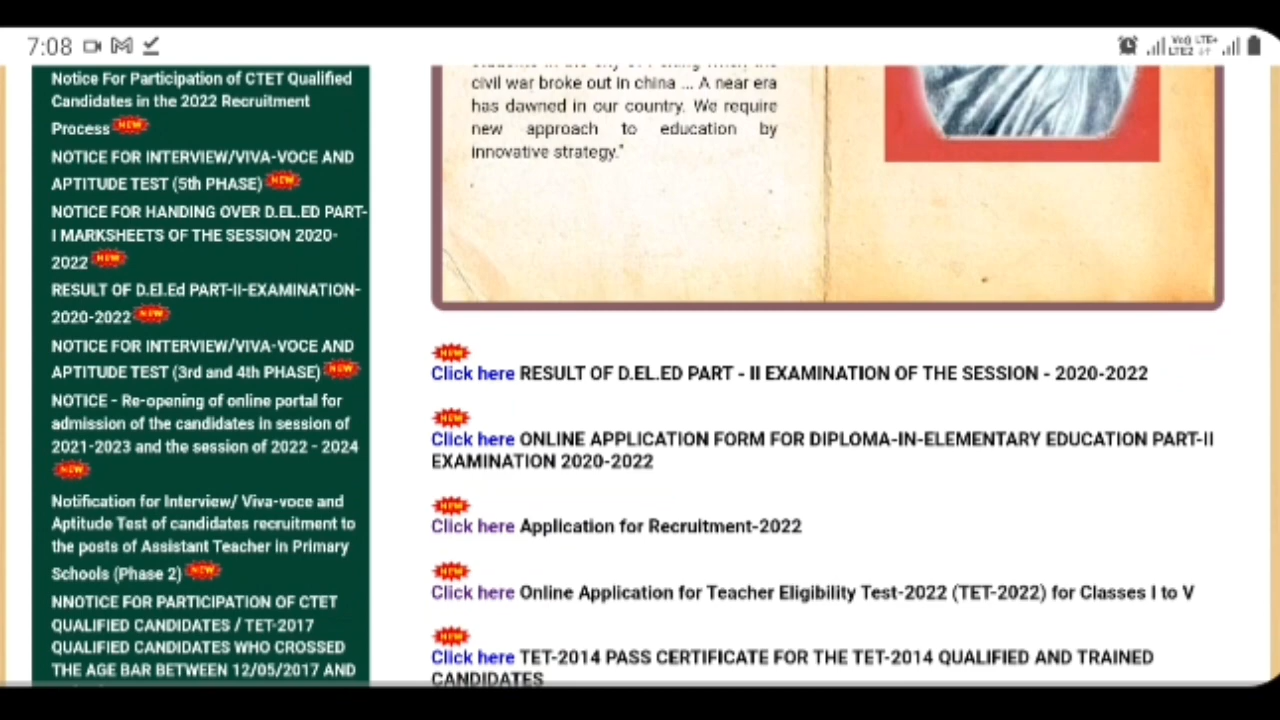 7:08
Vo)) LTE+
LTE2
Notice For Participation of CTET Qualified
Candidates in the 2022 Recruitment
Process NEW
NOTICE FOR INTERVIEW/VIVA-VOCE AND
APTITUDE TEST (5th PHASE) NEW
NOTICE FOR HANDING OVER D.EL.ED PART-
I MARKSHEETS OF THE SESSION 2020-
2022 NEW
RESULT OF D.El.Ed PART-II-EXAMINATION-
2020-2022 NEW
NOTICE FOR INTERVIEW/VIVA-VOCE AND
APTITUDE TEST (3rd and 4th PHASE) NEW
NOTICE - Re-opening of online portal for
admission of the candidates in session of
2021-2023 and the session of 2022 - 2024
NEW
Notification for Interview/ Viva-voce and
Aptitude Test of candidates recruitment to
the posts of Assistant Teacher in Primary
Schools (Phase 2) NEW
NNOTICE FOR PARTICIPATION OF CTET
QUALIFIED CANDIDATES / TET-2017
QUALIFIED CANDIDATES WHO CROSSED
THE AGE BAR BETWEEN 12/05/2017 AND
civil war broke out in china ... A near era
has dawned in our country. We require
new approach to education by
innovative strategy."
NEW
Click here RESULT OF D.EL.ED PART - II EXAMINATION OF THE SESSION - 2020-2022
NEW
Click here ONLINE APPLICATION FORM FOR DIPLOMA-IN-ELEMENTARY EDUCATION PART-II
EXAMINATION 2020-2022
NEW
Click here Application for Recruitment-2022
NEW
Click here Online Application for Teacher Eligibility Test-2022 (TET-2022) for Classes I to V
NEW
Click here TET-2014 PASS CERTIFICATE FOR THE TET-2014 QUALIFIED AND TRAINED
CANDIDATES